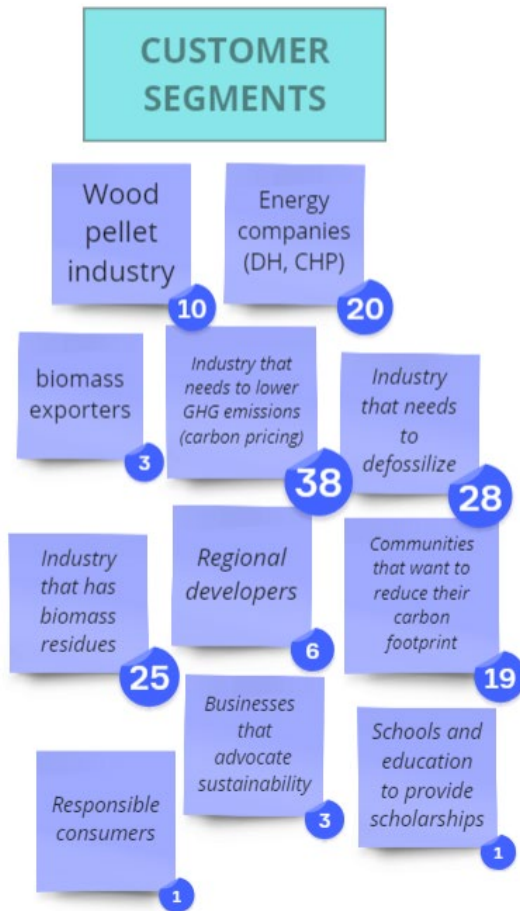 CUSTOMER
SEGMENTS
Wood
pellet
industry
10
Energy
companies
(DH, CHP)
20
biomass
exporters
3
Industry that
needs to lower
GHG emissions
(carbon pricing)
38
Industry
that needs
to
defossilize
28
Industry
that has
biomass
residues
25
Regional
developers
6
Communities
that want to
reduce their
carbon
footprint
19
Businesses
that
advocate
sustainability
3
Schools and
education
to provide
scholarships
1
Responsible
consumers
1